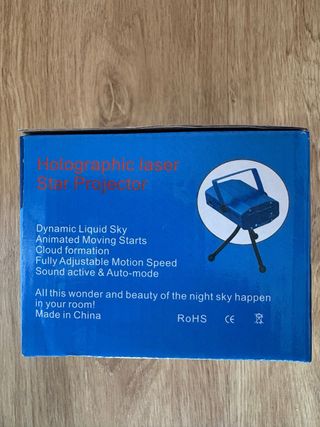 Holographic laser
Star Projector
Dynamic Liquid Sky
Animated Moving Starts
Cloud formation
Fully Adjustable Motion Speed
Sound active & Auto-mode
All this wonder and beauty of the night sky happen
in your room!
Made in China
RoHS CE